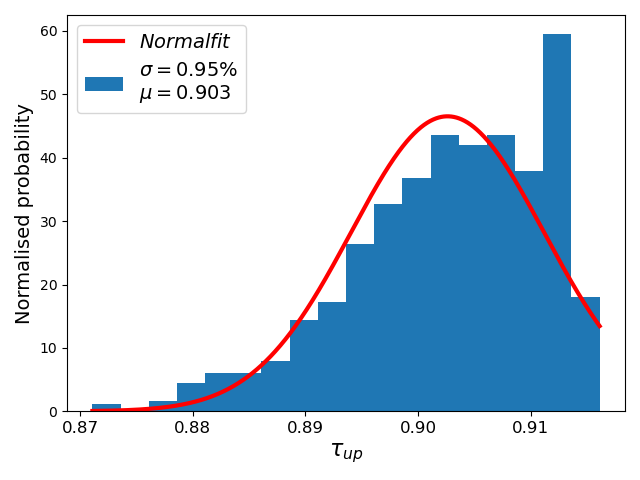 60
50
40
30
20
10
0
Normalised probability
Normalfit
σ = 0.95%
μ = 0.903
0.87 0.88 0.89 0.90 0.91
τ_up